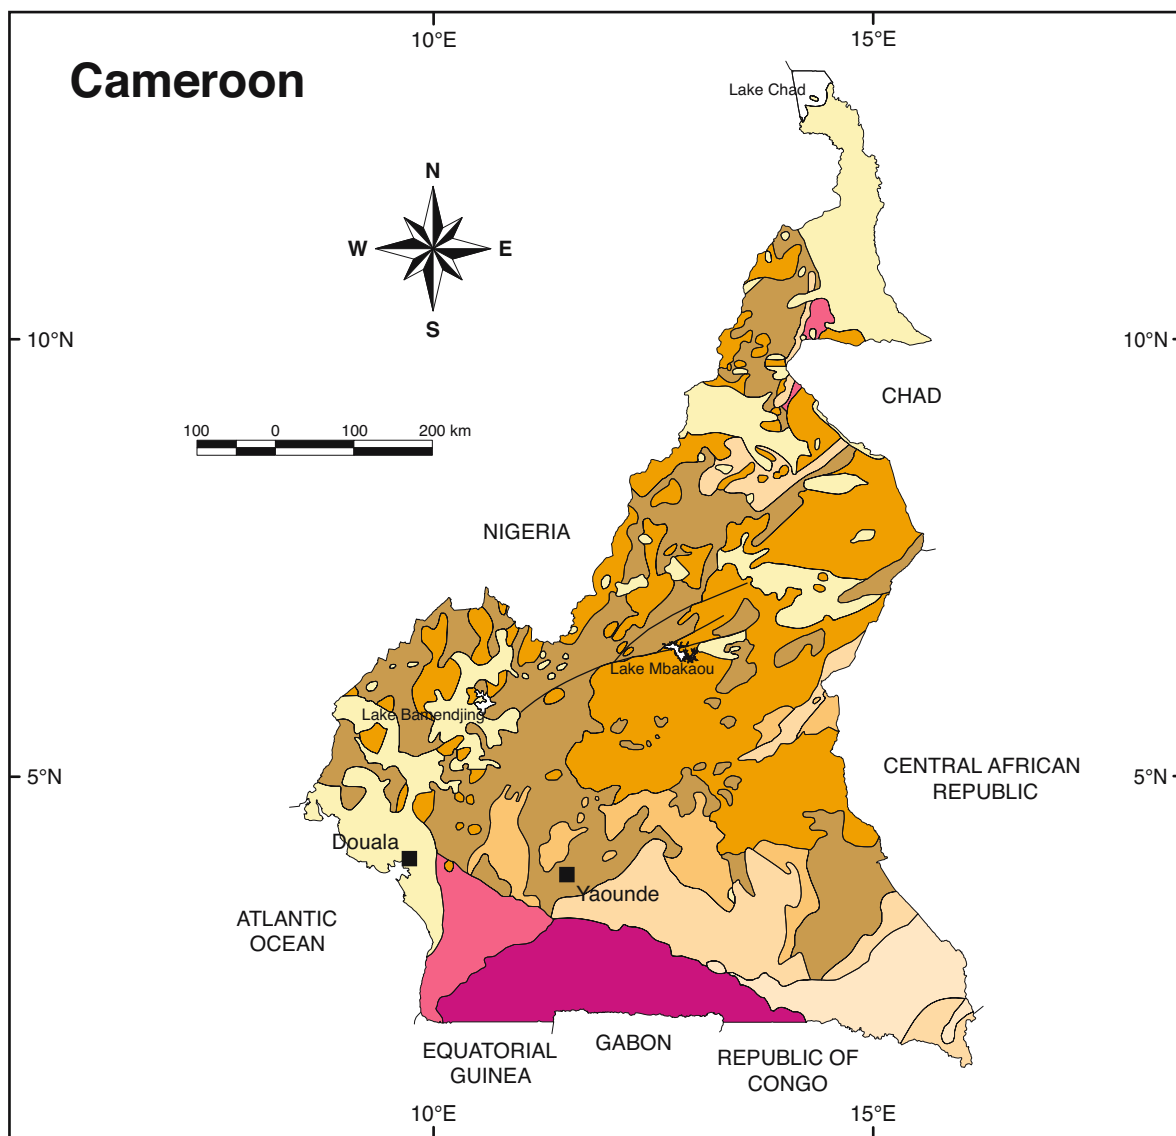 10°E
15°E
Cameroon
Lake Chad
N
W
E
S
10°N
10°N
CHAD
100
0
100
200 km
NIGERIA
Lake Mbakaou
Lake Bamendjing
5°N
CENTRAL AFRICAN
REPUBLIC
5°N
Douala
Yaounde
ATLANTIC
OCEAN
EQUATORIAL
GUINEA
GABON
REPUBLIC OF
CONGO
10°E
15°E